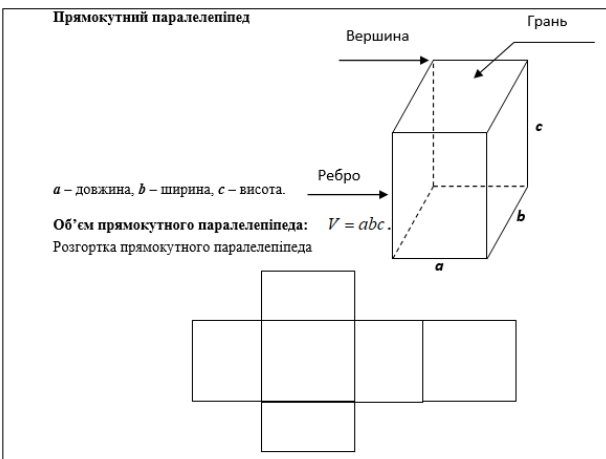 Прямокутний паралелепіпед
Грань
Вершина
c
Ребро
a – довжина, b – ширина, c – висота.
b
Об’єм прямокутного паралелепіпеда: V = abc.
Розгортка прямокутного паралелепіпеда
a